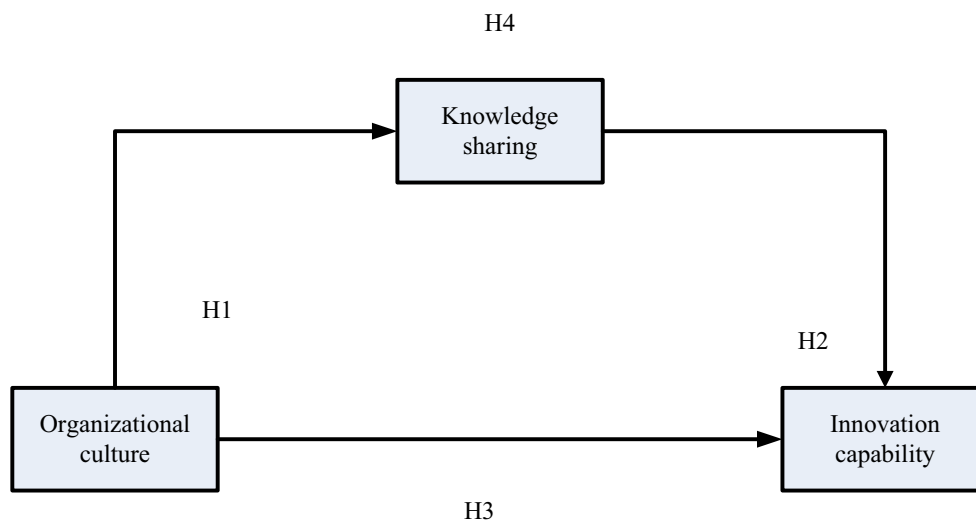 H4
Knowledge
sharing
H1
H2
Organizational
culture
Innovation
capability
H3